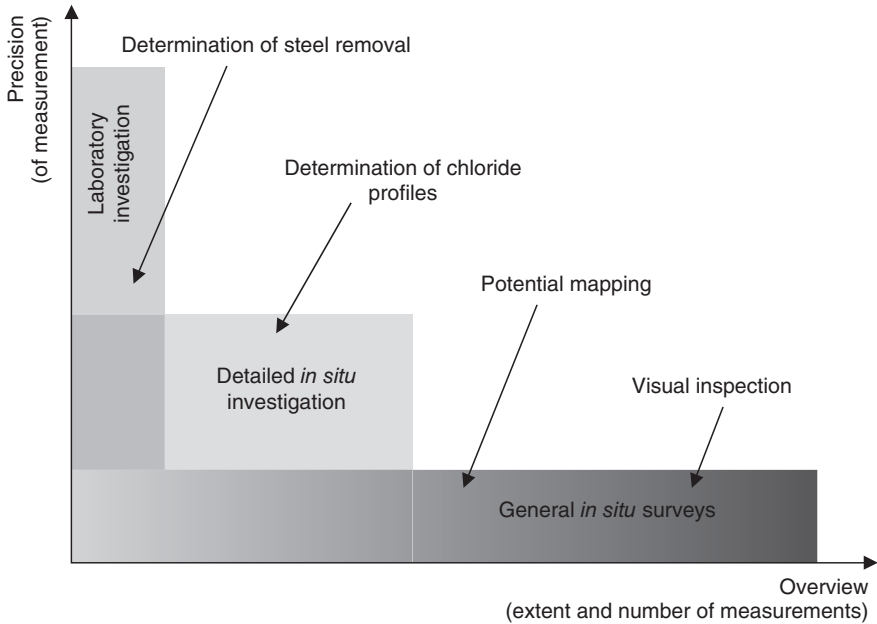 Precision
(of measurement)
Determination of steel removal
Laboratory
investigation
Determination of chloride
profiles
Potential mapping
Detailed in situ
investigation
Visual inspection
General in situ surveys
Overview
(extent and number of measurements)